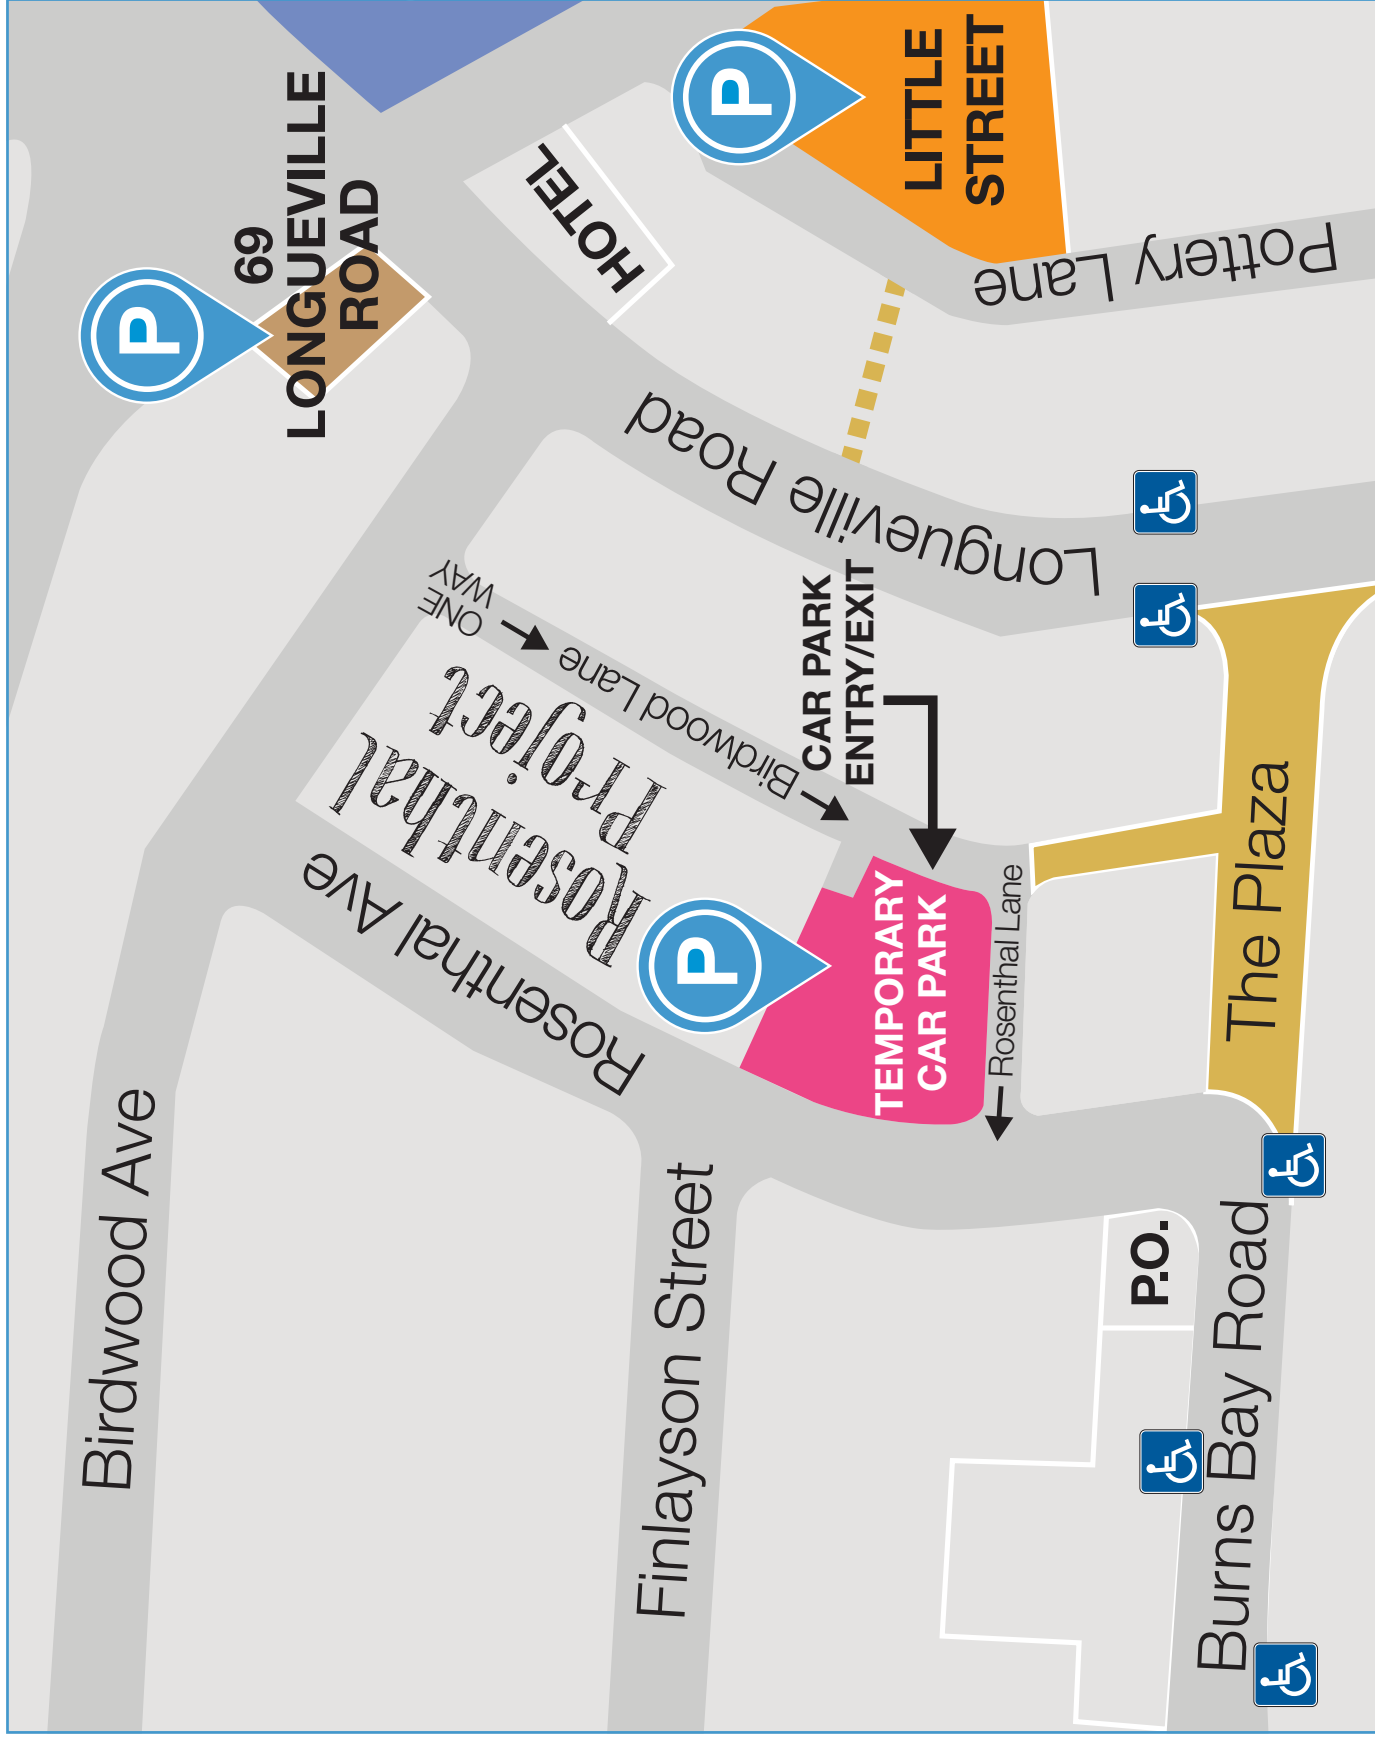 Birdwood Ave
69
LONGUEVILLE
ROAD
P
HOTEL
P
LITTLE
STREET
Pottery Lane
Longueville Road
ONE
WAY
Birdwood Lane
Rosenthal
Project
Rosenthal Ave
P
CAR PARK
ENTRY/EXIT
TEMPORARY
CAR PARK
Rosenthal Lane
Finlayson Street
The Plaza
P.O.
Burns Bay Road